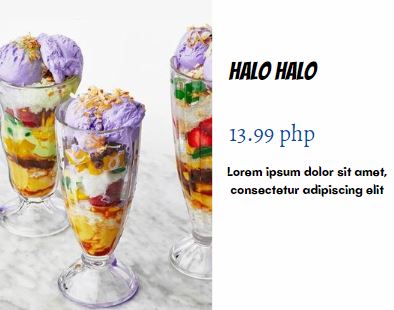 HALO HALO
13.99 php
Lorem ipsum dolor sit amet,
consectetur adipiscing elit